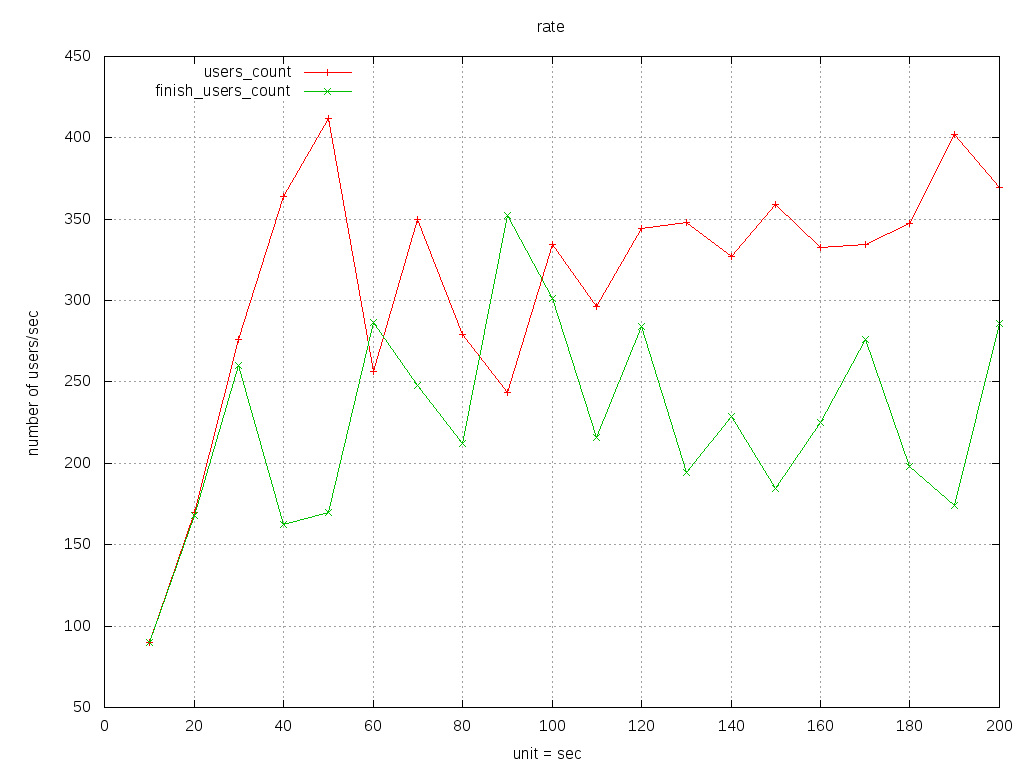 rate
users_count
finish_users_count
450
400
350
300
250
200
150
100
50
number of users/sec
0 20 40 60 80 100 120 140 160 180 200
unit = sec